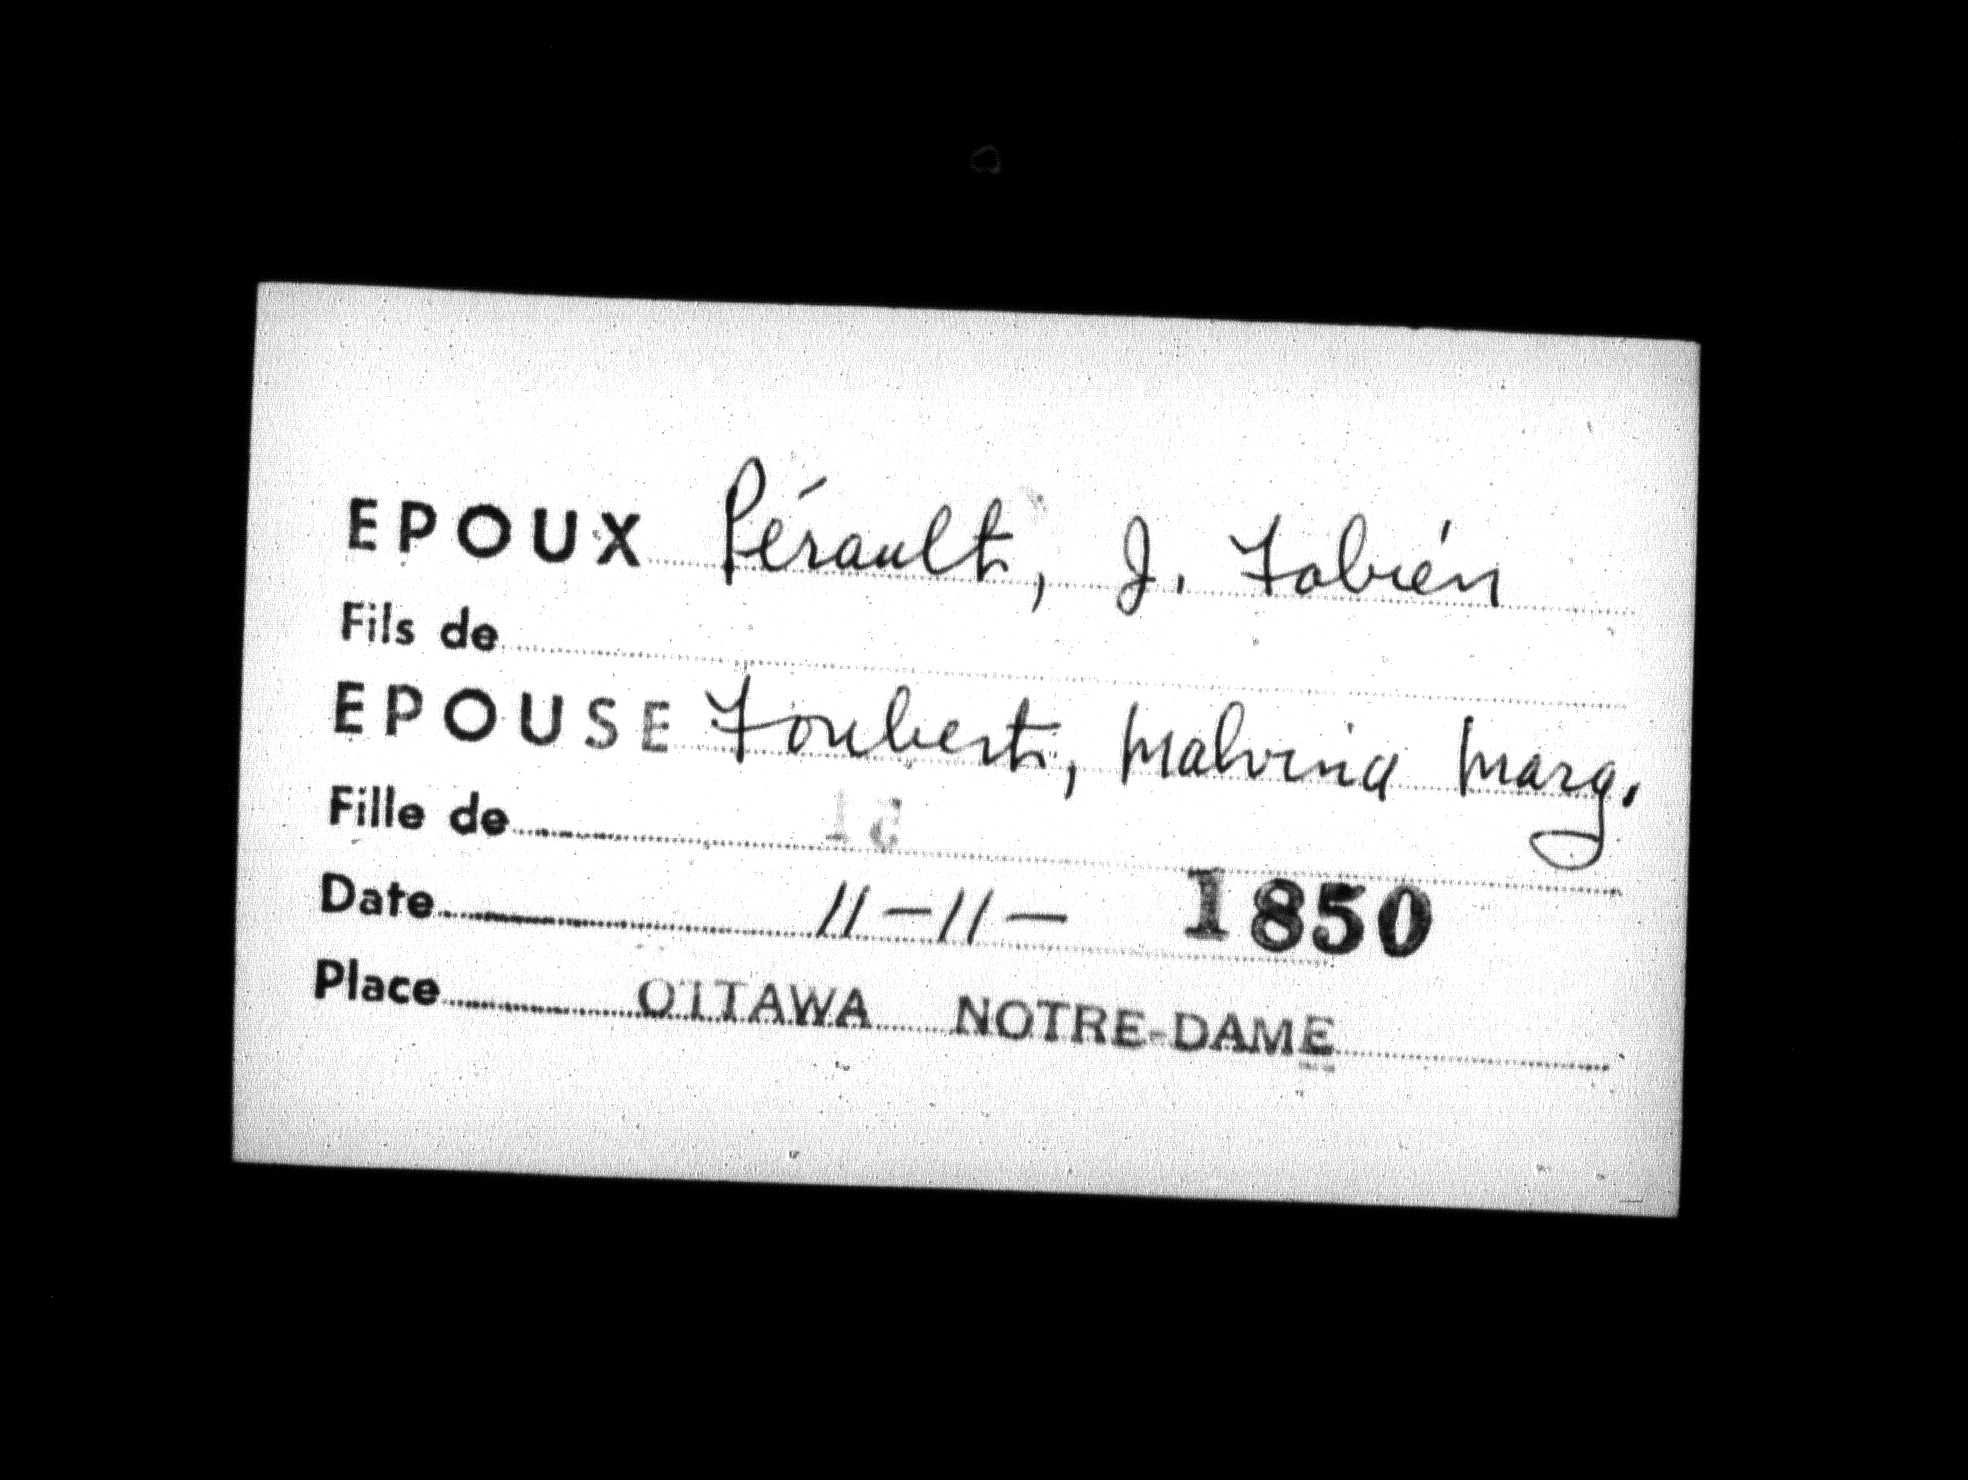 EPOUX Pérault, J. Fabien
Fils de
EPOUSE Foubert, Malvina Marg.
Fille de 18
Date 11-11- 1850
Place OTTAWA NOTRE-DAME